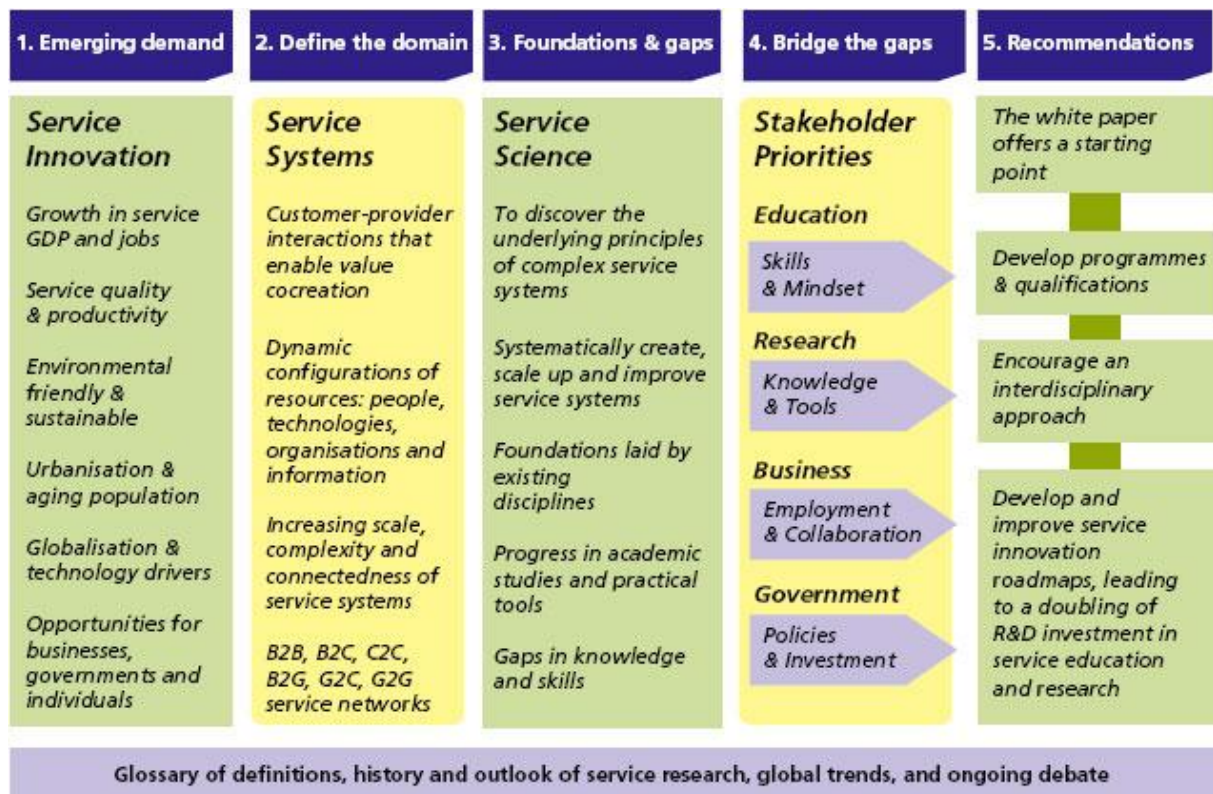 1. Emerging demand
2. Define the domain
3. Foundations & gaps
4. Bridge the gaps
5. Recommendations
Service
Innovation
Growth in service
GDP and jobs
Service quality
& productivity
Environmental
friendly &
sustainable
Urbanisation &
aging population
Globalisation &
technology drivers
Opportunities for
businesses,
governments and
individuals
Service
Systems
Customer-provider
interactions that
enable value
cocreation
Dynamic
configurations of
resources: people,
technologies,
organisations and
information
Increasing scale,
complexity and
connectedness of
service systems
B2B, B2C, C2C,
B2G, G2C, G2G
service networks
Service
Science
To discover the
underlying principles
of complex service
systems
Systematically create,
scale up and improve
service systems
Foundations laid by
existing
disciplines
Progress in academic
studies and practical
tools
Gaps in knowledge
and skills
Stakeholder
Priorities
Education
Skills
& Mindset
Research
Knowledge
& Tools
Business
Employment
& Collaboration
Government
Policies
& Investment
The white paper
offers a starting
point
Develop programmes
& qualifications
Encourage an
interdisciplinary
approach
Develop and
improve service
innovation
roadmaps, leading
to a doubling of
R&D investment in
service education
and research
Glossary of definitions, history and outlook of service research, global trends, and ongoing debate